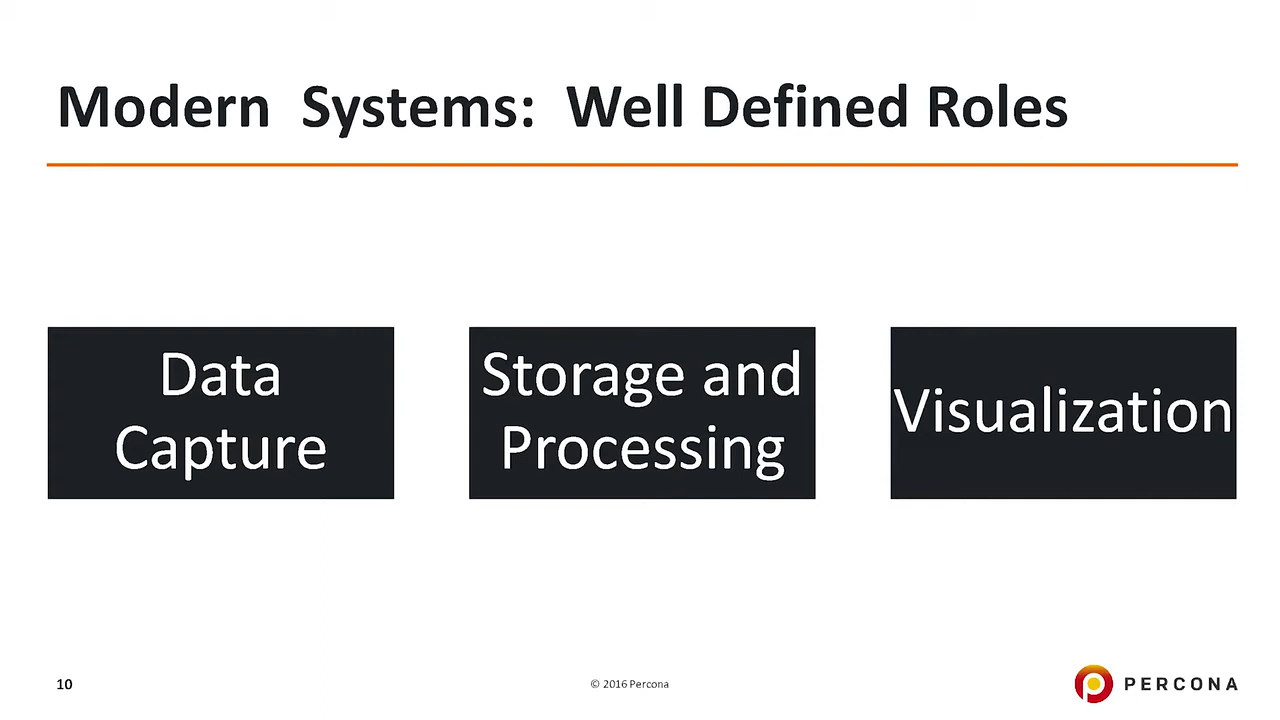 Modern Systems: Well Defined Roles
Data
Capture
Storage and
Processing
Visualization
10
© 2016 Percona
PERCONA